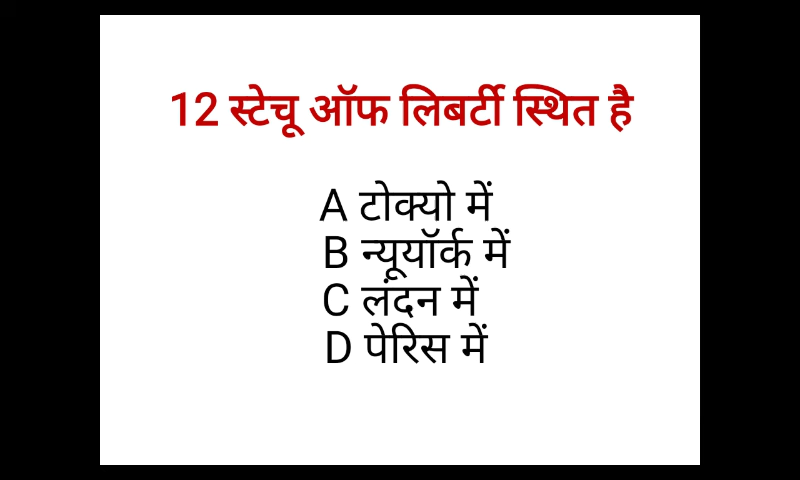 12 स्टेचू ऑफ लिबर्टी स्थित है
A टोक्यो में
B न्यूयॉर्क में
C लंदन में
D पेरिस में